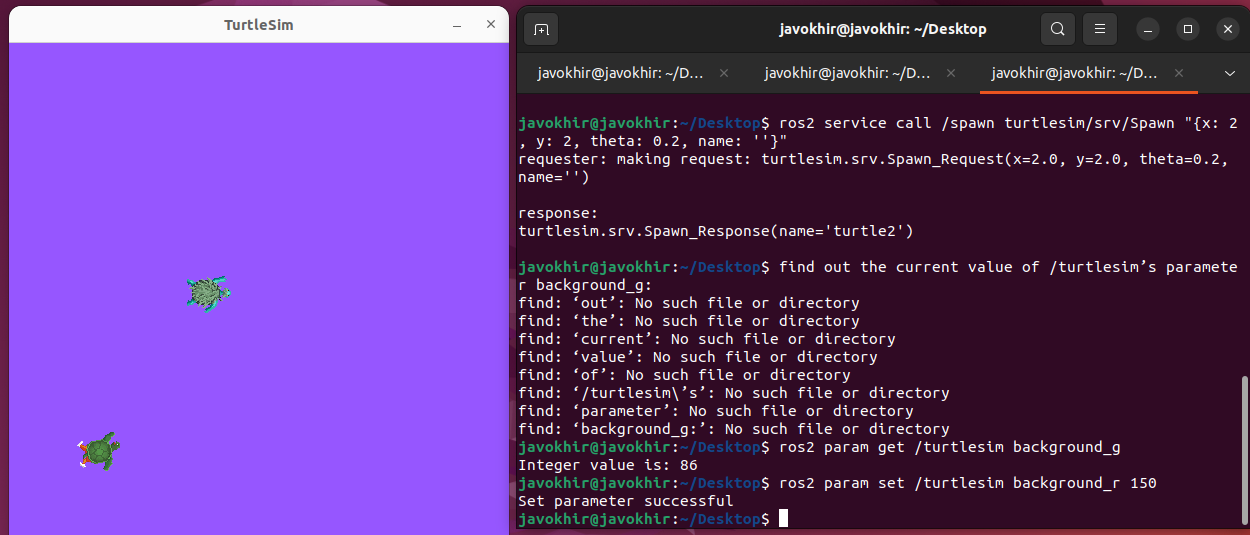 TurtleSim
javokhir@javokhir: ~/Desktop
javokhir@javokhir: ~/D...
javokhir@javokhir: ~/D...
javokhir@javokhir: ~/D...
javokhir@javokhir:~/Desktop$ ros2 service call /spawn turtlesim/srv/Spawn "{x: 2
, y: 2, theta: 0.2, name: ''}"
requester: making request: turtlesim.srv.Spawn_Request(x=2.0, y=2.0, theta=0.2,
name='')
response:
turtlesim.srv.Spawn_Response(name='turtle2')
javokhir@javokhir:~/Desktop$ find out the current value of /turtlesim’s paramete
r background_g:
find: ‘out’: No such file or directory
find: ‘the’: No such file or directory
find: ‘current’: No such file or directory
find: ‘value’: No such file or directory
find: ‘of’: No such file or directory
find: ‘/turtlesim\’s’: No such file or directory
find: ‘parameter’: No such file or directory
find: ‘background_g:’: No such file or directory
javokhir@javokhir:~/Desktop$ ros2 param get /turtlesim background_g
Integer value is: 86
javokhir@javokhir:~/Desktop$ ros2 param set /turtlesim background_r 150
Set parameter successful
javokhir@javokhir:~/Desktop$